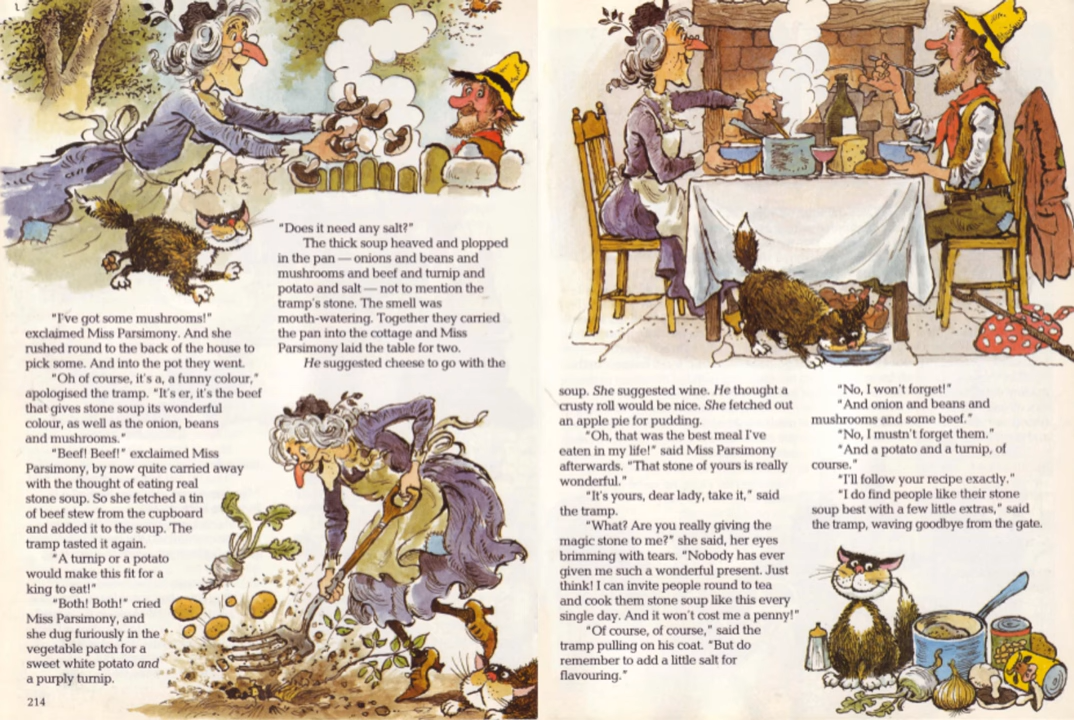 "I've got some mushrooms!"
exclaimed Miss Parsimony. And she
rushed round to the back of the house to
pick some. And into the pot they went.
"Oh of course, it's a, a funny colour,"
apologised the tramp. "It's er, it's the beef
that gives stone soup its wonderful
colour, as well as the onion, beans
and mushrooms."
"Beef! Beef!" exclaimed Miss
Parsimony, by now quite carried away
with the thought of eating real
stone soup. So she fetched a tin
of beef stew from the cupboard
and added it to the soup. The
tramp tasted it again.
"A turnip or a potato
would make this fit for a
king to eat!"
"Both! Both!" cried
Miss Parsimony, and
she dug furiously in the
vegetable patch for a
sweet white potato and
a purply turnip.
214
"Does it need any salt?"
The thick soup heaved and plopped
in the pan — onions and beans and
mushrooms and beef and turnip and
potato and salt — not to mention the
tramp's stone. The smell was
mouth-watering. Together they carried
the pan into the cottage and Miss
Parsimony laid the table for two.
He suggested cheese to go with the
soup. She suggested wine. He thought a
crusty roll would be nice. She fetched out
an apple pie for pudding.
"Oh, that was the best meal I've
eaten in my life!" said Miss Parsimony
afterwards. "That stone of yours is really
wonderful."
"It's yours, dear lady, take it," said
the tramp.
"What? Are you really giving the
magic stone to me?" she said, her eyes
brimming with tears. "Nobody has ever
given me such a wonderful present. Just
think! I can invite people round to tea
and cook them stone soup like this every
single day. And it won't cost me a penny!"
"Of course, of course," said the
tramp pulling on his coat. "But do
remember to add a little salt for
flavouring."
"No, I won't forget!"
"And onion and beans and
mushrooms and some beef."
"No, I mustn't forget them."
"And a potato and a turnip, of
course."
"I'll follow your recipe exactly."
"I do find people like their stone
soup best with a few little extras," said
the tramp, waving goodbye from the gate.